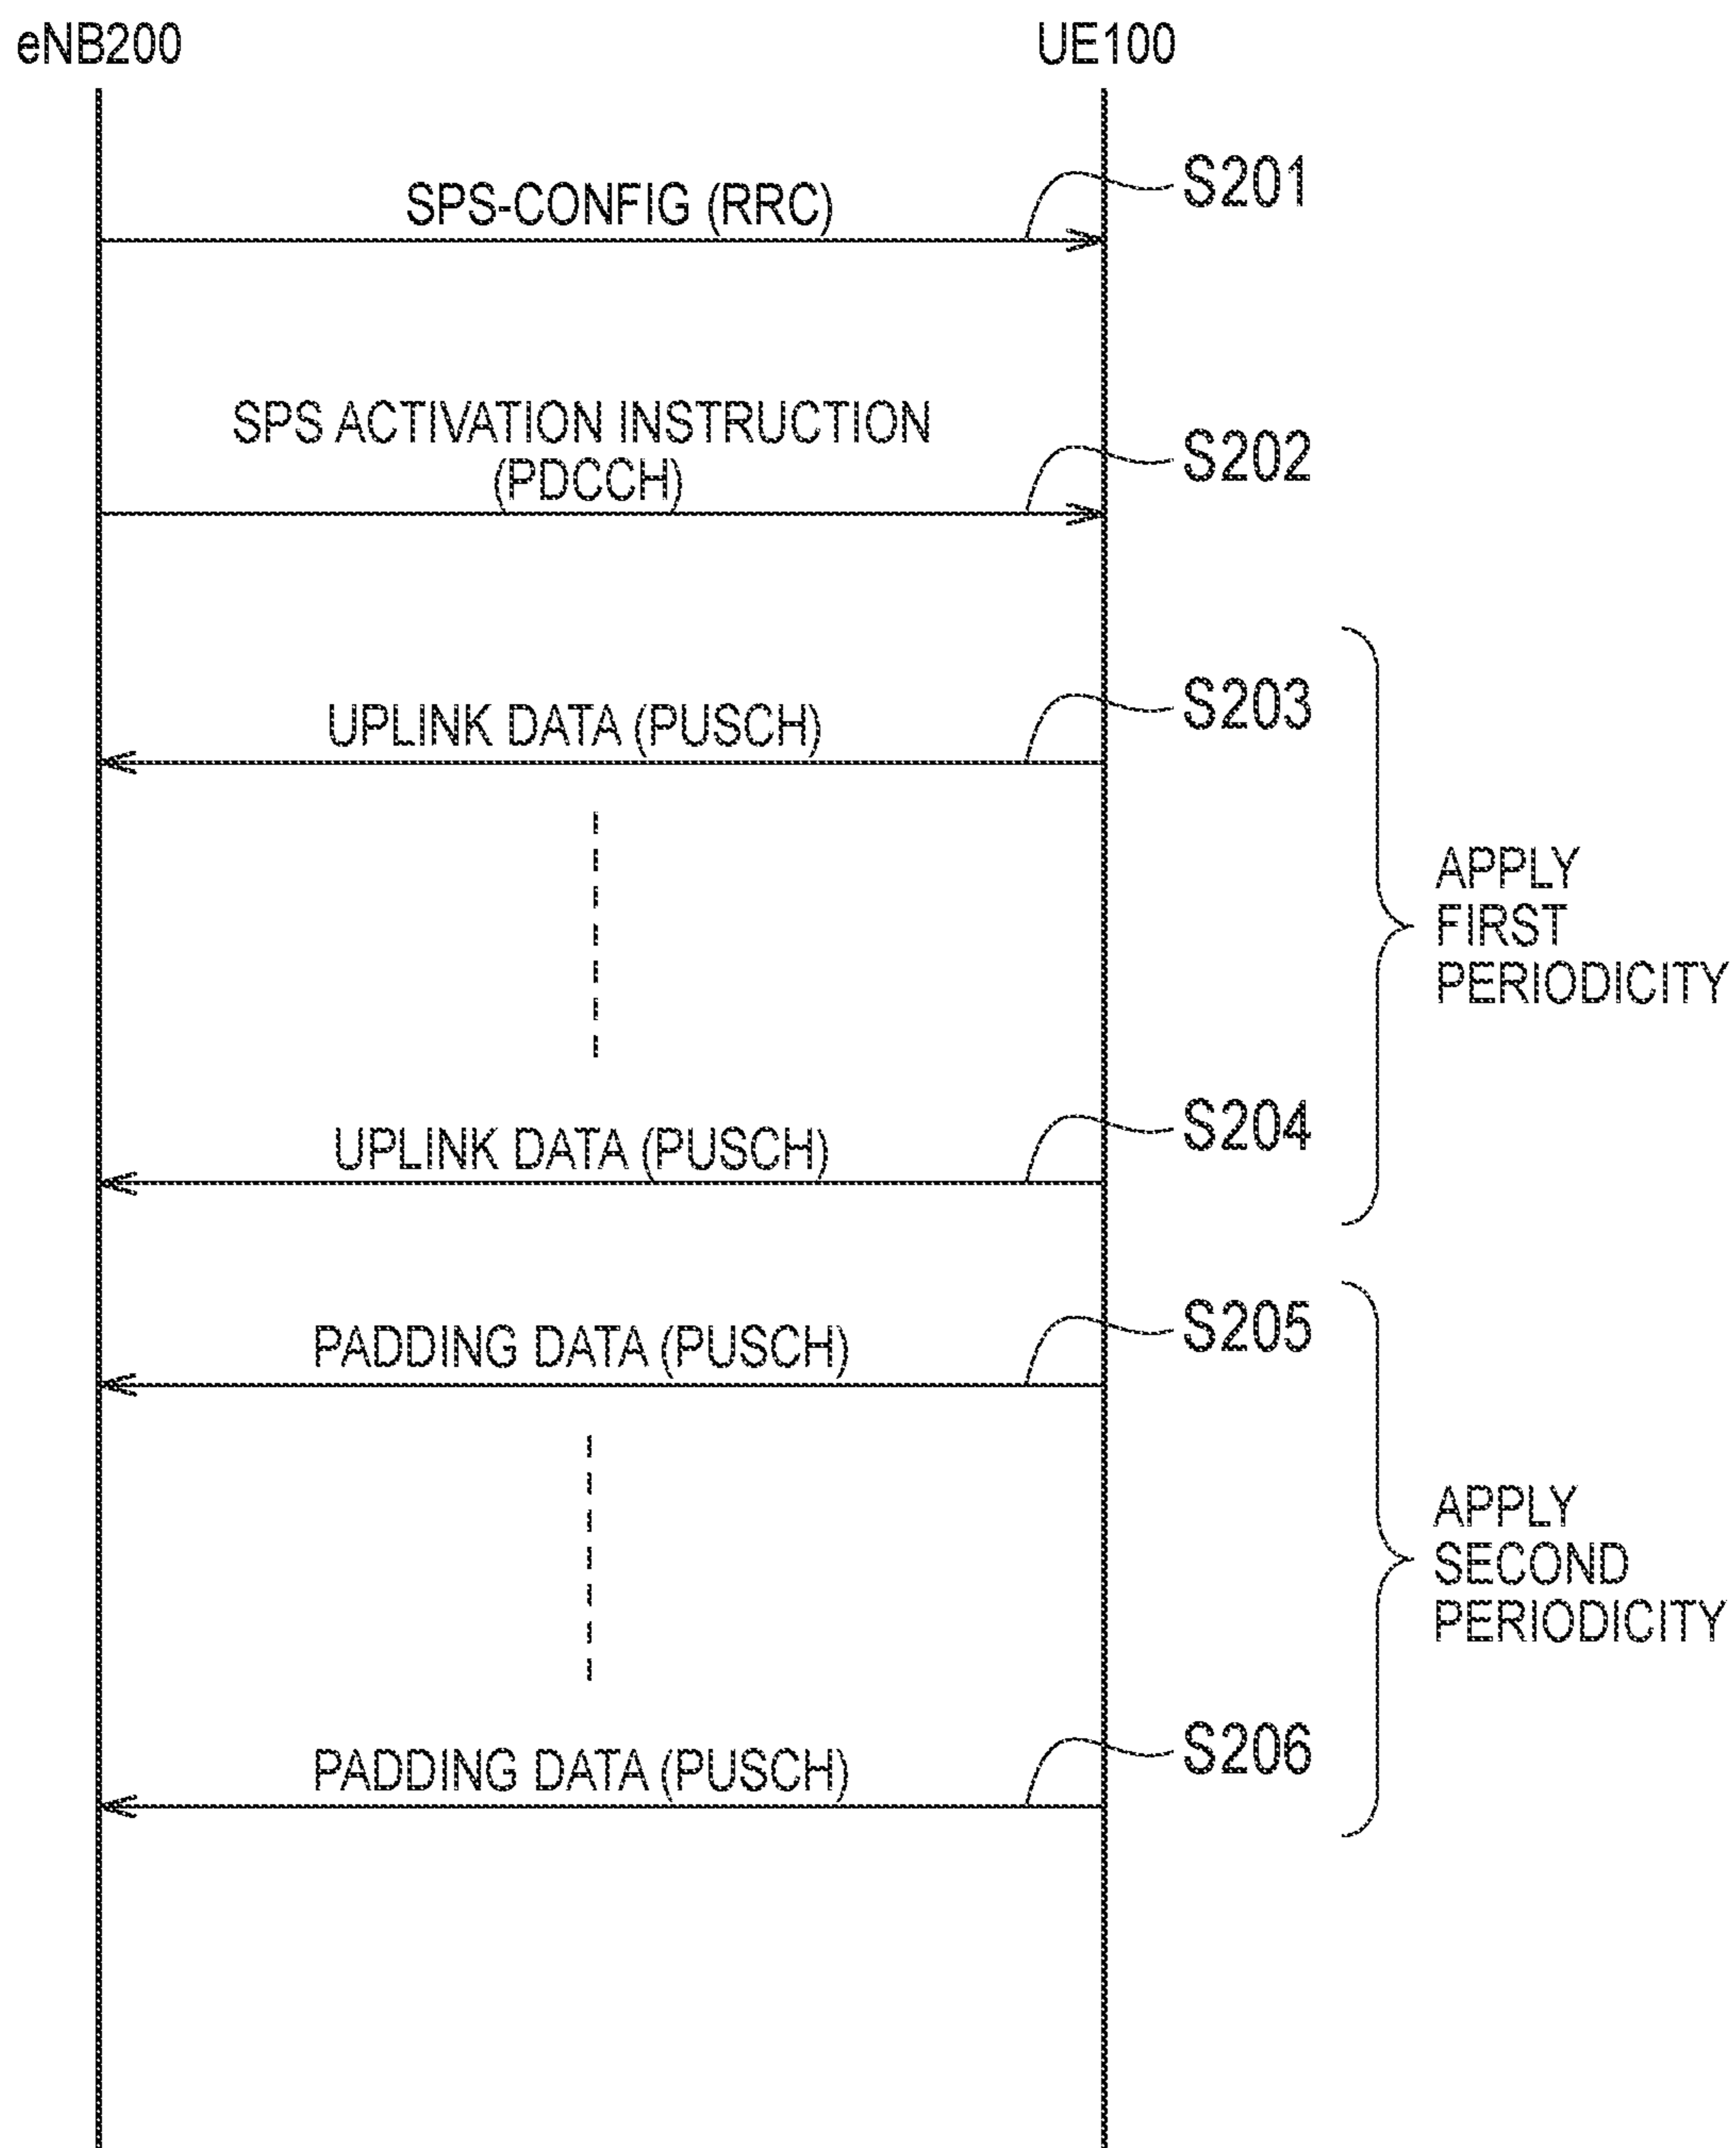 eNB200
UE100
SPS-CONFIG (RRC)
S201
SPS ACTIVATION INSTRUCTION
(PDCCH)
S202
UPLINK DATA (PUSCH)
S203
APPLY
FIRST
PERIODICITY
UPLINK DATA (PUSCH)
S204
PADDING DATA (PUSCH)
S205
APPLY
SECOND
PERIODICITY
PADDING DATA (PUSCH)
S206